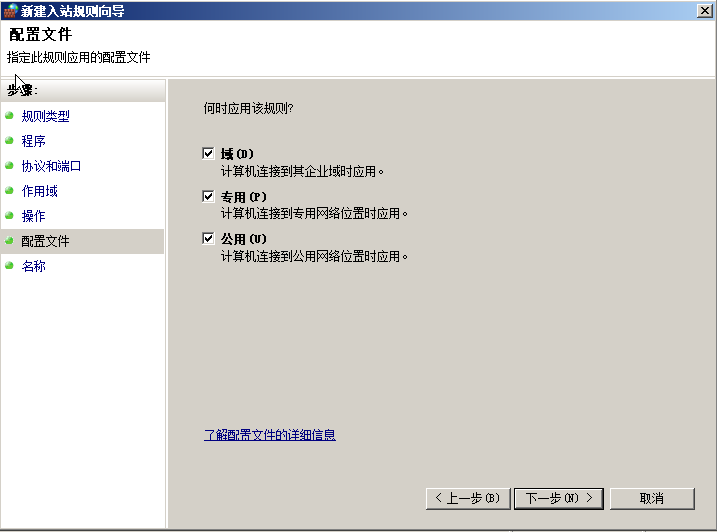 新建入站规则向导
配置文件
指定此规则应用的配置文件
步骤:
规则类型
程序
协议和端口
作用域
操作
配置文件
名称
何时应用该规则?
域(D)
计算机连接到其企业域时应用。
专用(P)
计算机连接到专用网络位置时应用。
公用(U)
计算机连接到公用网络位置时应用。
了解配置文件的详细信息
< 上一步(B)
下一步(N) >
取消